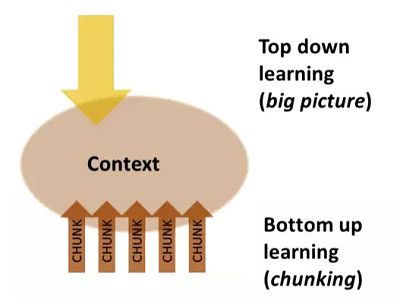 Top down
learning
(big picture)
Context
CHUNK
CHUNK
CHUNK
CHUNK
CHUNK
Bottom up
learning
(chunking)